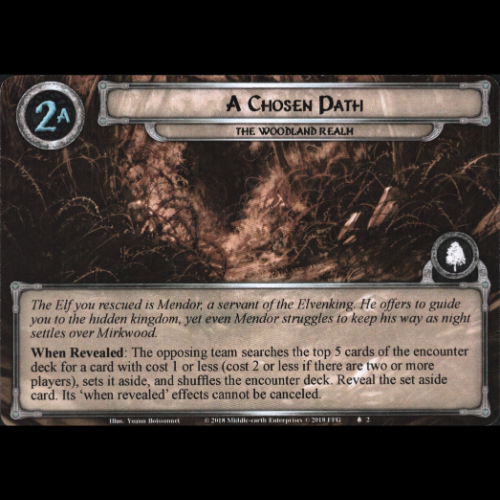 2A
A Chosen Path
The Woodland Realm
The Elf you rescued is Mendor, a servant of the Elvenking. He offers to guide
you to the hidden kingdom, yet even Mendor struggles to keep his way as night
settles over Mirkwood.
When Revealed: The opposing team searches the top 5 cards of the encounter
deck for a card with cost 1 or less (cost 2 or less if there are two or more
players), sets it aside, and shuffles the encounter deck. Reveal the set aside
card. Its ‘when revealed’ effects cannot be canceled.
Illus. Yoann Boissonnet © 2018 Middle-earth Enterprises © 2018 FFG 2